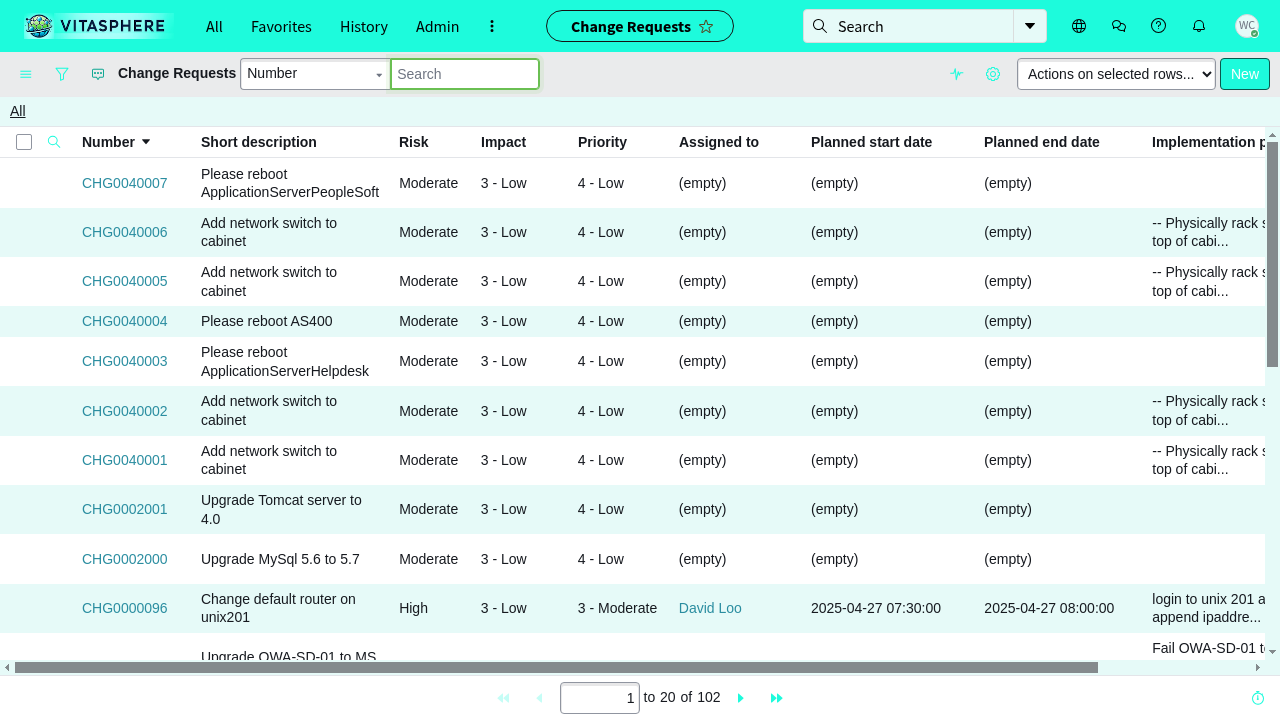 VITASPHERE All Favorites History Admin Change Requests Search WC
Change Requests Number Search Actions on selected rows... New
All
Number Short description Risk Impact Priority Assigned to Planned start date Planned end date Implementation p
CHG0040007 Please reboot ApplicationServerPeopleSoft Moderate 3 - Low 4 - Low (empty) (empty) (empty)
CHG0040006 Add network switch to cabinet Moderate 3 - Low 4 - Low (empty) (empty) (empty) -- Physically rack s top of cabi...
CHG0040005 Add network switch to cabinet Moderate 3 - Low 4 - Low (empty) (empty) (empty) -- Physically rack s top of cabi...
CHG0040004 Please reboot AS400 Moderate 3 - Low 4 - Low (empty) (empty) (empty)
CHG0040003 Please reboot ApplicationServerHelpdesk Moderate 3 - Low 4 - Low (empty) (empty) (empty)
CHG0040002 Add network switch to cabinet Moderate 3 - Low 4 - Low (empty) (empty) (empty) -- Physically rack s top of cabi...
CHG0040001 Add network switch to cabinet Moderate 3 - Low 4 - Low (empty) (empty) (empty) -- Physically rack s top of cabi...
CHG0002001 Upgrade Tomcat server to 4.0 Moderate 3 - Low 4 - Low (empty) (empty) (empty)
CHG0002000 Upgrade MySql 5.6 to 5.7 Moderate 3 - Low 4 - Low (empty) (empty) (empty)
CHG0000096 Change default router on unix201 High 3 - Low 3 - Moderate David Loo 2025-04-27 07:30:00 2025-04-27 08:00:00 login to unix 201 a append ipaddre...
Upgrade OWA-SD-01 to MS Fail OWA-SD-01 to
1 to 20 of 102